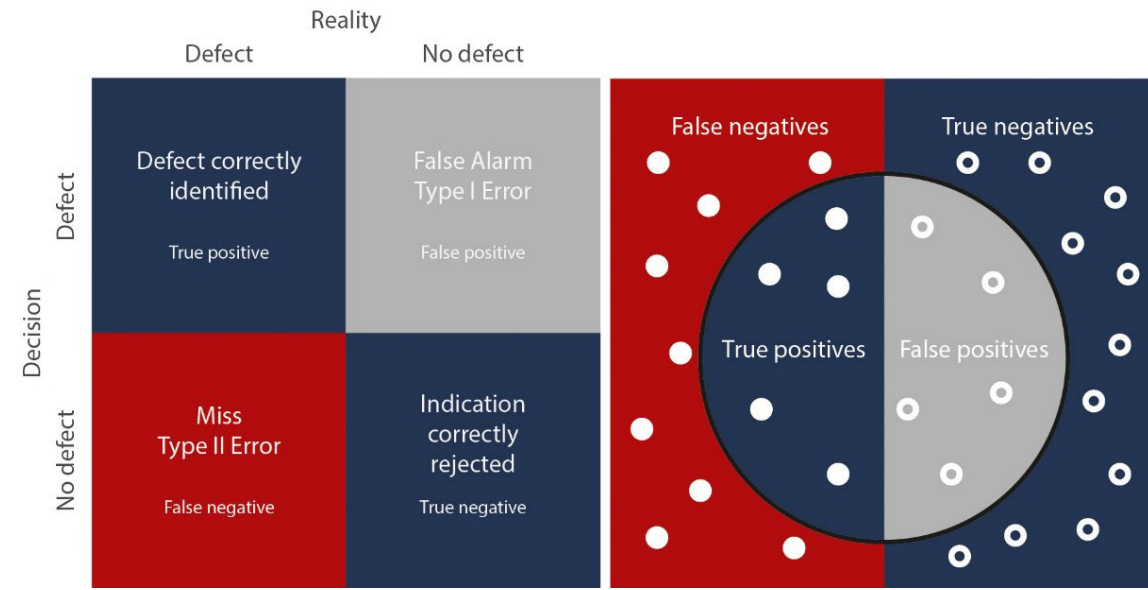 Reality
Defect
No defect
Decision
Defect
No defect
Defect correctly
identified
True positive
False Alarm
Type I Error
False positive
Miss
Type II Error
False negative
Indication
correctly
rejected
True negative
False negatives
True negatives
True positives
False positives